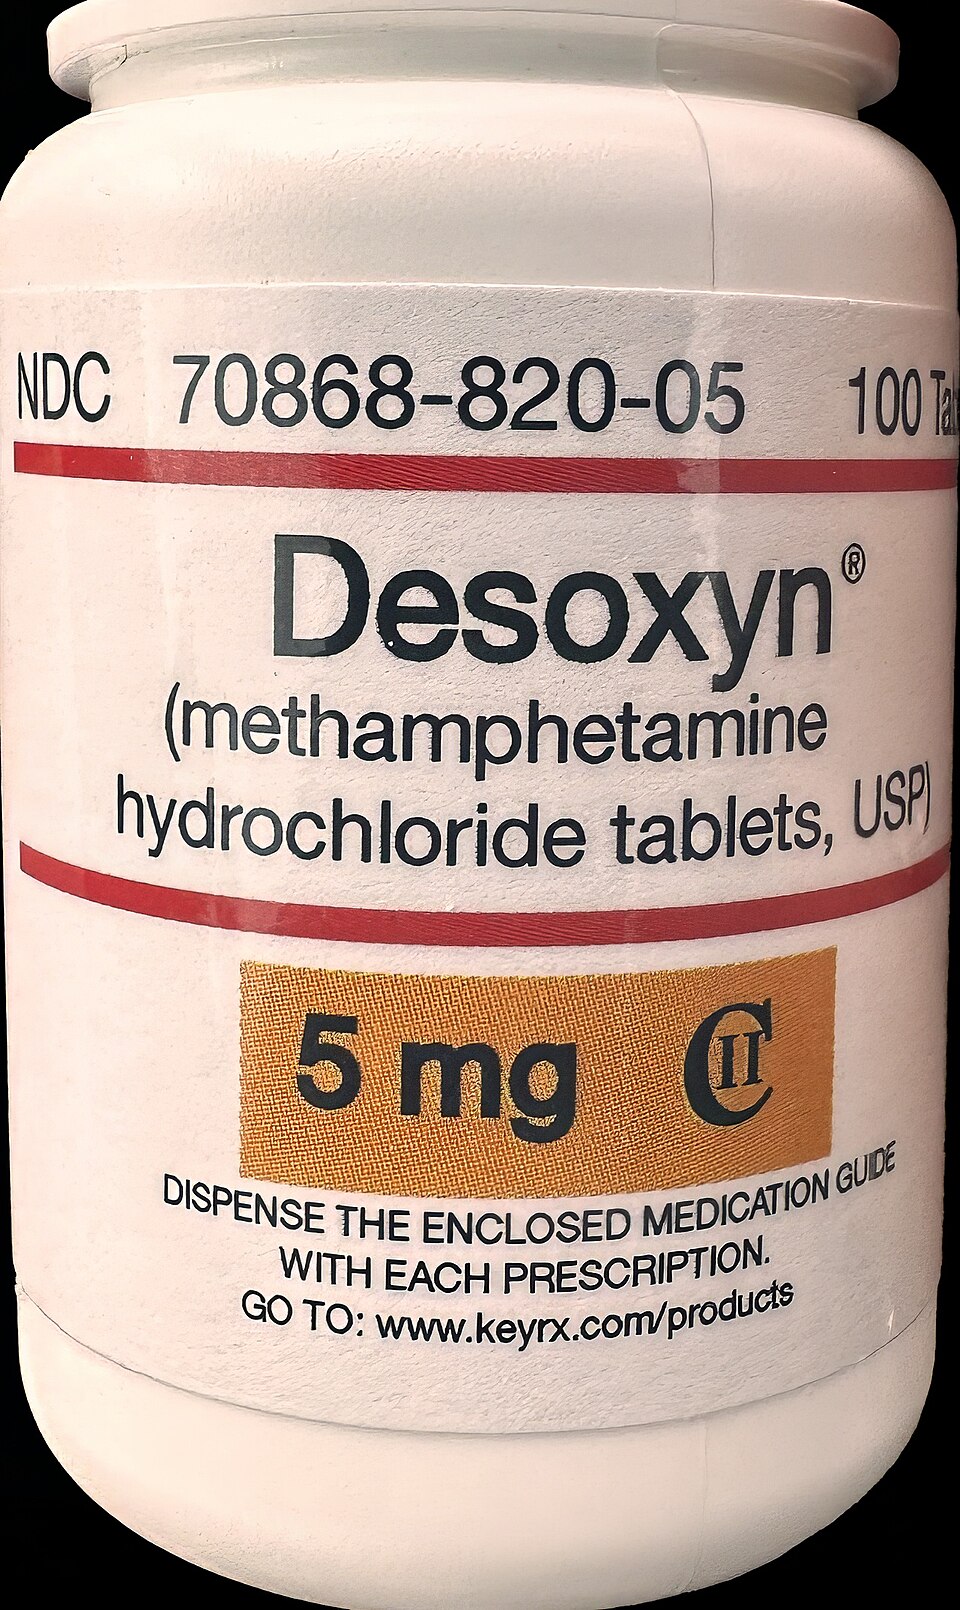 NDC 70868-820-05 100
Desoxyn®
(methamphetamine
hydrochloride tablets, USP)
5 mg CII
DISPENSE THE ENCLOSED MEDICATION GUIDE
WITH EACH PRESCRIPTION.
GO TO: www.keyrx.com/products